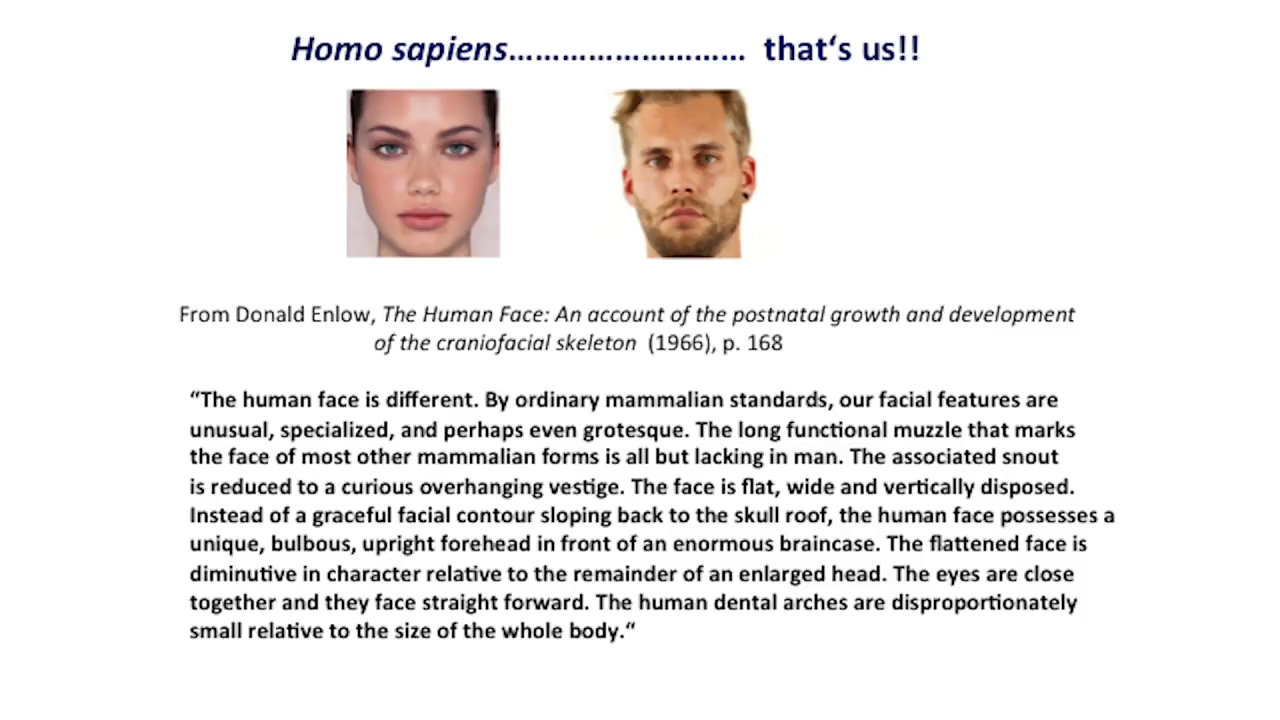 Homo sapiens……………………… that‘s us!!
From Donald Enlow, The Human Face: An account of the postnatal growth and development
of the craniofacial skeleton (1966), p. 168
“The human face is different. By ordinary mammalian standards, our facial features are
unusual, specialized, and perhaps even grotesque. The long functional muzzle that marks
the face of most other mammalian forms is all but lacking in man. The associated snout
is reduced to a curious overhanging vestige. The face is flat, wide and vertically disposed.
Instead of a graceful facial contour sloping back to the skull roof, the human face possesses a
unique, bulbous, upright forehead in front of an enormous braincase. The flattened face is
diminutive in character relative to the remainder of an enlarged head. The eyes are close
together and they face straight forward. The human dental arches are disproportionately
small relative to the size of the whole body.“